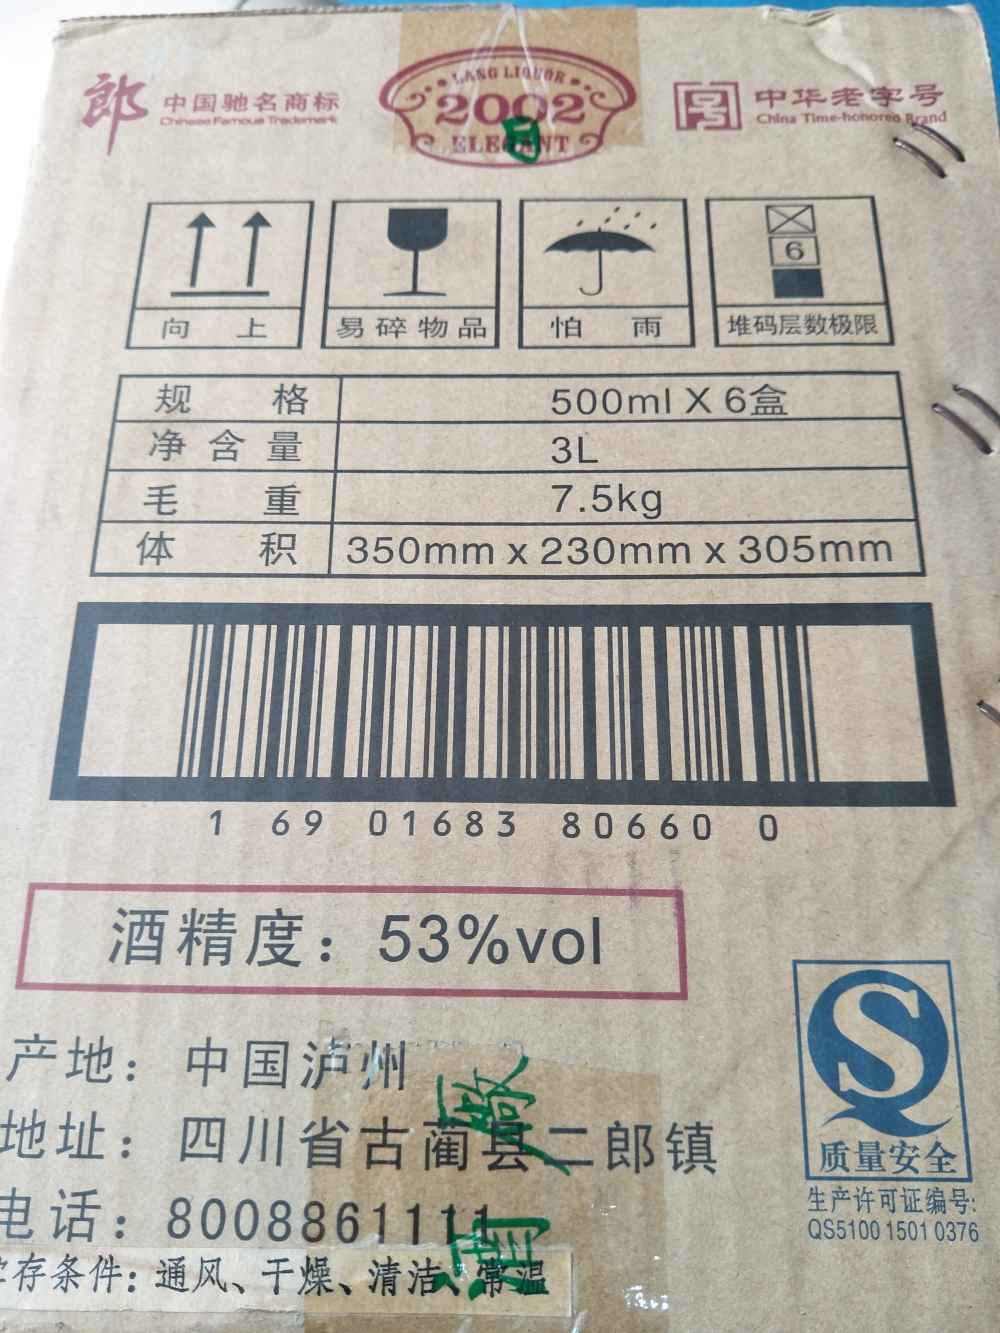 郎 中国驰名商标
Chinese Famous Trademark
LANG LIQUOR
2002
ELEGANT
中华老字号
China Time-honored Brand
向 上
易碎物品
怕 雨
6
堆码层数极限
规 格 500ml X 6盒
净含量 3L
毛 重 7.5kg
体 积 350mm x 230mm x 305mm
1 69 01683 80660 0
酒精度：53%vol
产地：中国泸州
地址：四川省古蔺县二郎镇
电话：8008861111
存条件：通风、干燥、清洁、常温
质量安全
生产许可证编号:
QS5100 1501 0376